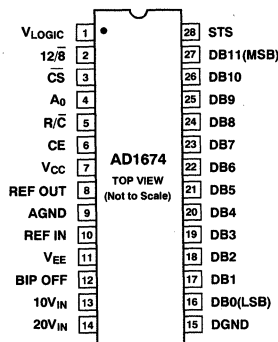 VLOGIC 1 28 STS
12/8̅ 2 27 DB11(MSB)
C̅S̅ 3 26 DB10
A0 4 25 DB9
R/C̅ 5 24 DB8
CE 6 23 DB7
VCC 7 22 DB6
REF OUT 8 21 DB5
AGND 9 20 DB4
REF IN 10 19 DB3
VEE 11 18 DB2
BIP OFF 12 17 DB1
10VIN 13 16 DB0(LSB)
20VIN 14 15 DGND
AD1674
TOP VIEW
(Not to Scale)